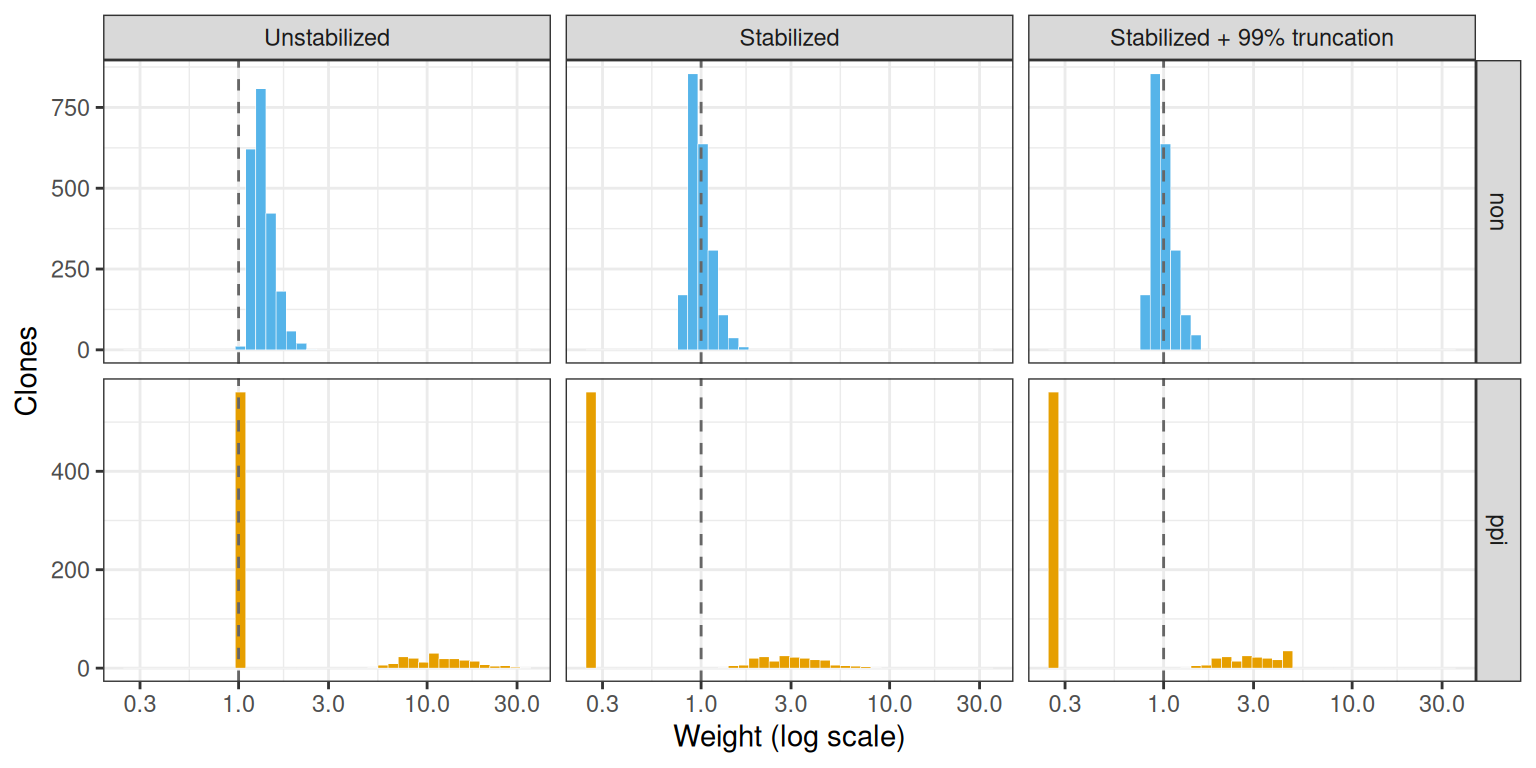 Unstabilized
Stabilized
Stabilized + 99% truncation
Clones
750
500
250
0
non
400
200
0
ppi
0.3 1.0 3.0 10.0 30.0
0.3 1.0 3.0 10.0 30.0
0.3 1.0 3.0 10.0 30.0
Weight (log scale)